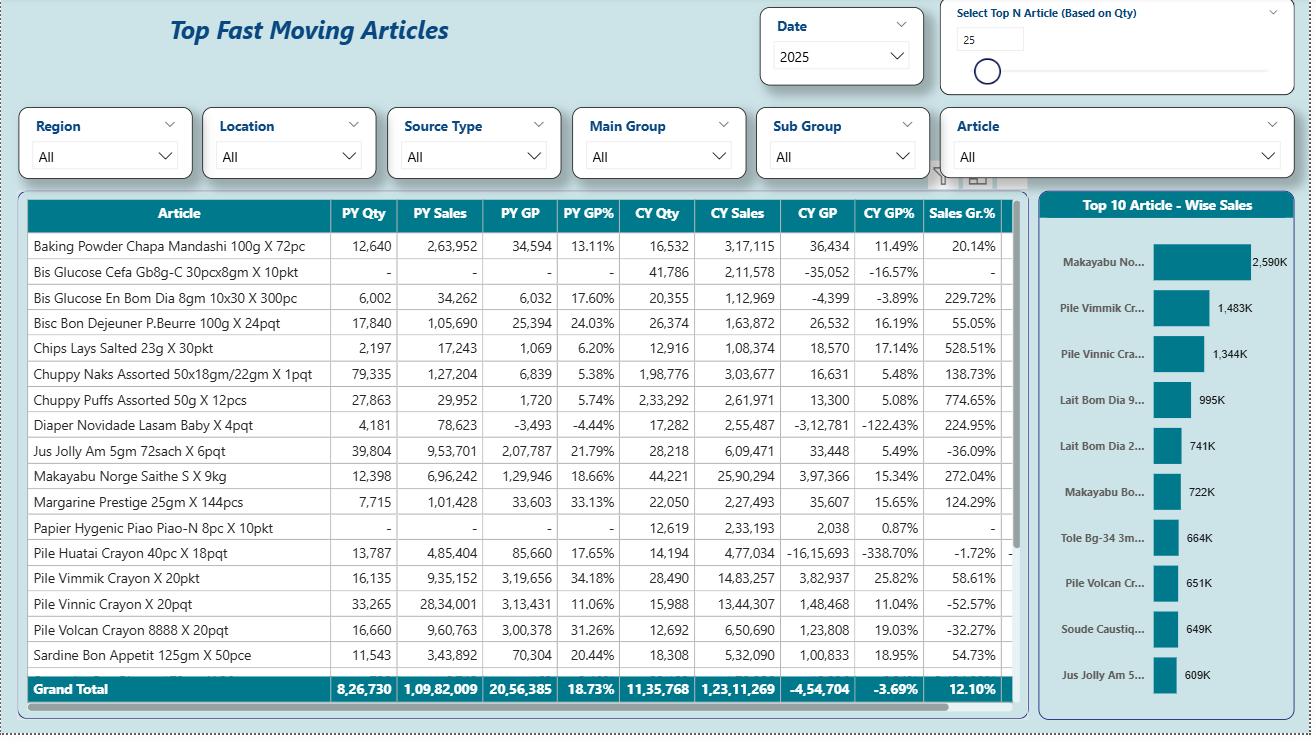 Top Fast Moving Articles
Date
2025
Select Top N Article (Based on Qty)
25
Region
All
Location
All
Source Type
All
Main Group
All
Sub Group
All
Article
All
Article PY Qty PY Sales PY GP PY GP% CY Qty CY Sales CY GP CY GP% Sales Gr.%
Baking Powder Chapa Mandashi 100g X 72pc 12,640 2,63,952 34,594 13.11% 16,532 3,17,115 36,434 11.49% 20.14%
Bis Glucose Cefa Gb8g-C 30pcx8gm X 10pkt - - - - 41,786 2,11,578 -35,052 -16.57% -
Bis Glucose En Bom Dia 8gm 10x30 X 300pc 6,002 34,262 6,032 17.60% 20,355 1,12,969 -4,399 -3.89% 229.72%
Bisc Bon Dejeuner P.Beurre 100g X 24pqt 17,840 1,05,690 25,394 24.03% 26,374 1,63,872 26,532 16.19% 55.05%
Chips Lays Salted 23g X 30pkt 2,197 17,243 1,069 6.20% 12,916 1,08,374 18,570 17.14% 528.51%
Chuppy Naks Assorted 50x18gm/22gm X 1pqt 79,335 1,27,204 6,839 5.38% 1,98,776 3,03,677 16,631 5.48% 138.73%
Chuppy Puffs Assorted 50g X 12pcs 27,863 29,952 1,720 5.74% 2,33,292 2,61,971 13,300 5.08% 774.65%
Diaper Novidade Lasam Baby X 4pqt 4,181 78,623 -3,493 -4.44% 17,282 2,55,487 -3,12,781 -122.43% 224.95%
Jus Jolly Am 5gm 72sach X 6pqt 39,804 9,53,701 2,07,787 21.79% 28,218 6,09,471 33,448 5.49% -36.09%
Makayabu Norge Saithe S X 9kg 12,398 6,96,242 1,29,946 18.66% 44,221 25,90,294 3,97,366 15.34% 272.04%
Margarine Prestige 25gm X 144pcs 7,715 1,01,428 33,603 33.13% 22,050 2,27,493 35,607 15.65% 124.29%
Papier Hygenic Piao Piao-N 8pc X 10pkt - - - - 12,619 2,33,193 2,038 0.87% -
Pile Huatai Crayon 40pc X 18pqt 13,787 4,85,404 85,660 17.65% 14,194 4,77,034 -16,15,693 -338.70% -1.72% -
Pile Vimmik Crayon X 20pkt 16,135 9,35,152 3,19,656 34.18% 28,490 14,83,257 3,82,937 25.82% 58.61%
Pile Vinnic Crayon X 20pqt 33,265 28,34,001 3,13,431 11.06% 15,988 13,44,307 1,48,468 11.04% -52.57%
Pile Volcan Crayon 8888 X 20pqt 16,660 9,60,763 3,00,378 31.26% 12,692 6,50,690 1,23,808 19.03% -32.27%
Sardine Bon Appetit 125gm X 50pce 11,543 3,43,892 70,304 20.44% 18,308 5,32,090 1,00,833 18.95% 54.73%
Grand Total 8,26,730 1,09,82,009 20,56,385 18.73% 11,35,768 1,23,11,269 -4,54,704 -3.69% 12.10%
Top 10 Article - Wise Sales
Makayabu No... 2,590K
Pile Vimmik Cr... 1,483K
Pile Vinnic Cra... 1,344K
Lait Bom Dia 9... 995K
Lait Bom Dia 2... 741K
Makayabu Bo... 722K
Tole Bg-34 3m... 664K
Pile Volcan Cr... 651K
Soude Caustiq... 649K
Jus Jolly Am 5... 609K